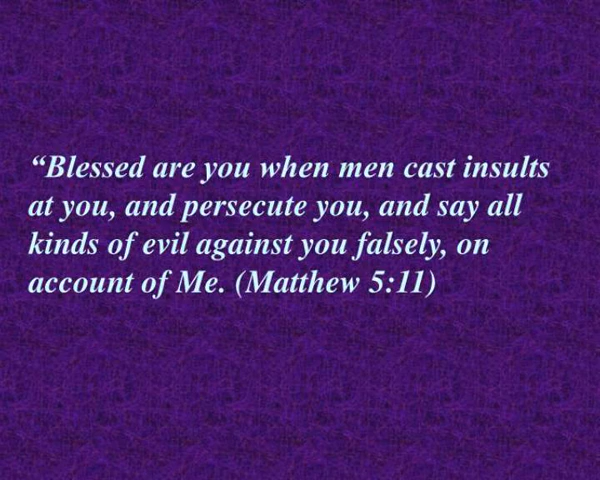 “Blessed are you when men cast insults
at you, and persecute you, and say all
kinds of evil against you falsely, on
account of Me. (Matthew 5:11)